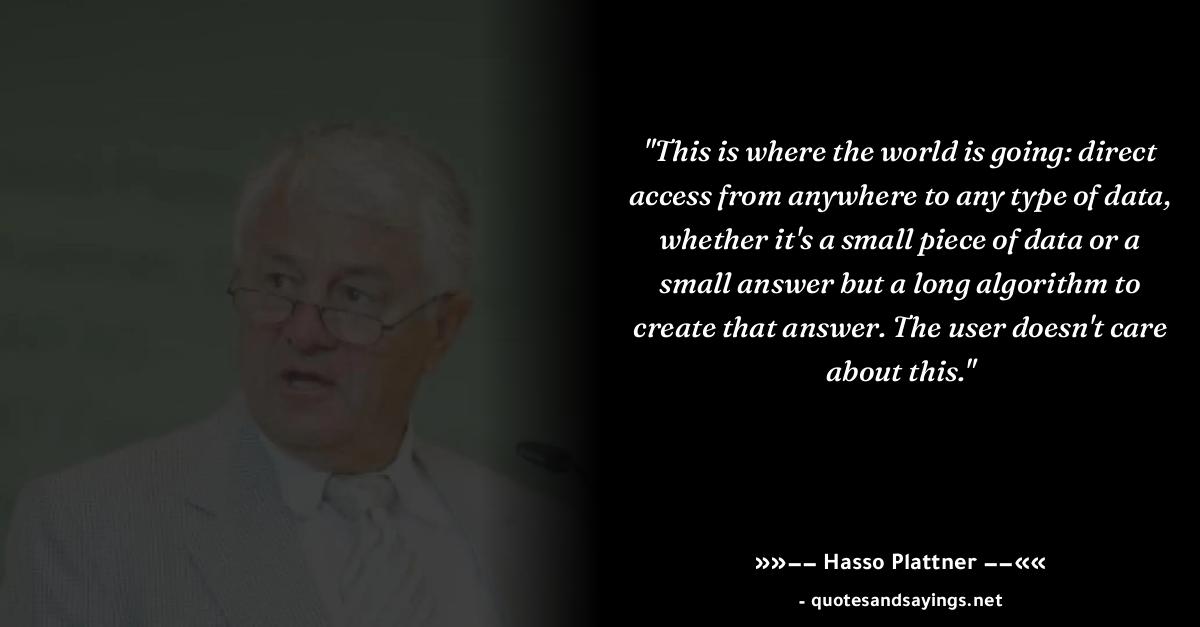 "This is where the world is going: direct
access from anywhere to any type of data,
whether it's a small piece of data or a
small answer but a long algorithm to
create that answer. The user doesn't care
about this."
»»−− Hasso Plattner −−««
- quotesandsayings.net